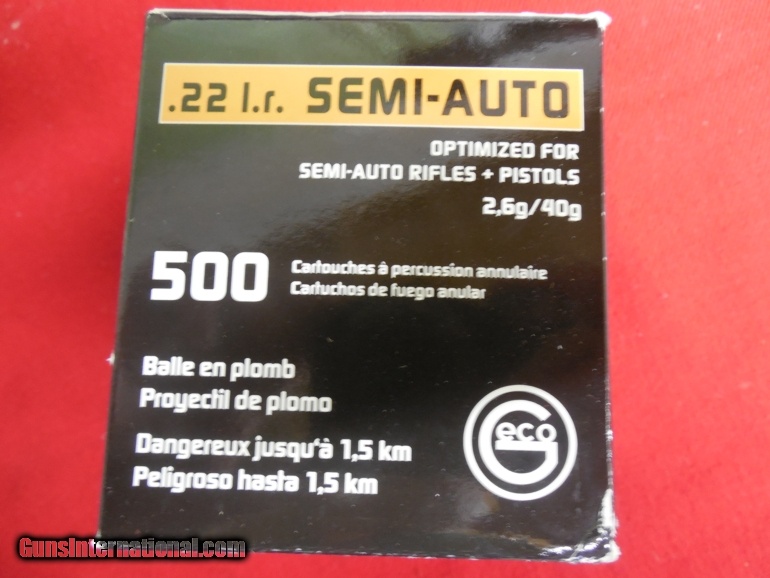 .22 l.r. SEMI-AUTO
OPTIMIZED FOR
SEMI-AUTO RIFLES + PISTOLS
2,6g/40g
500
Cartouches à percussion annulaire
Cartuchos de fuego anular
Balle en plomb
Proyectil de plomo
Dangereux jusqu'à 1,5 km
Peligroso hasta 1,5 km
Geco
GunsInternational.com